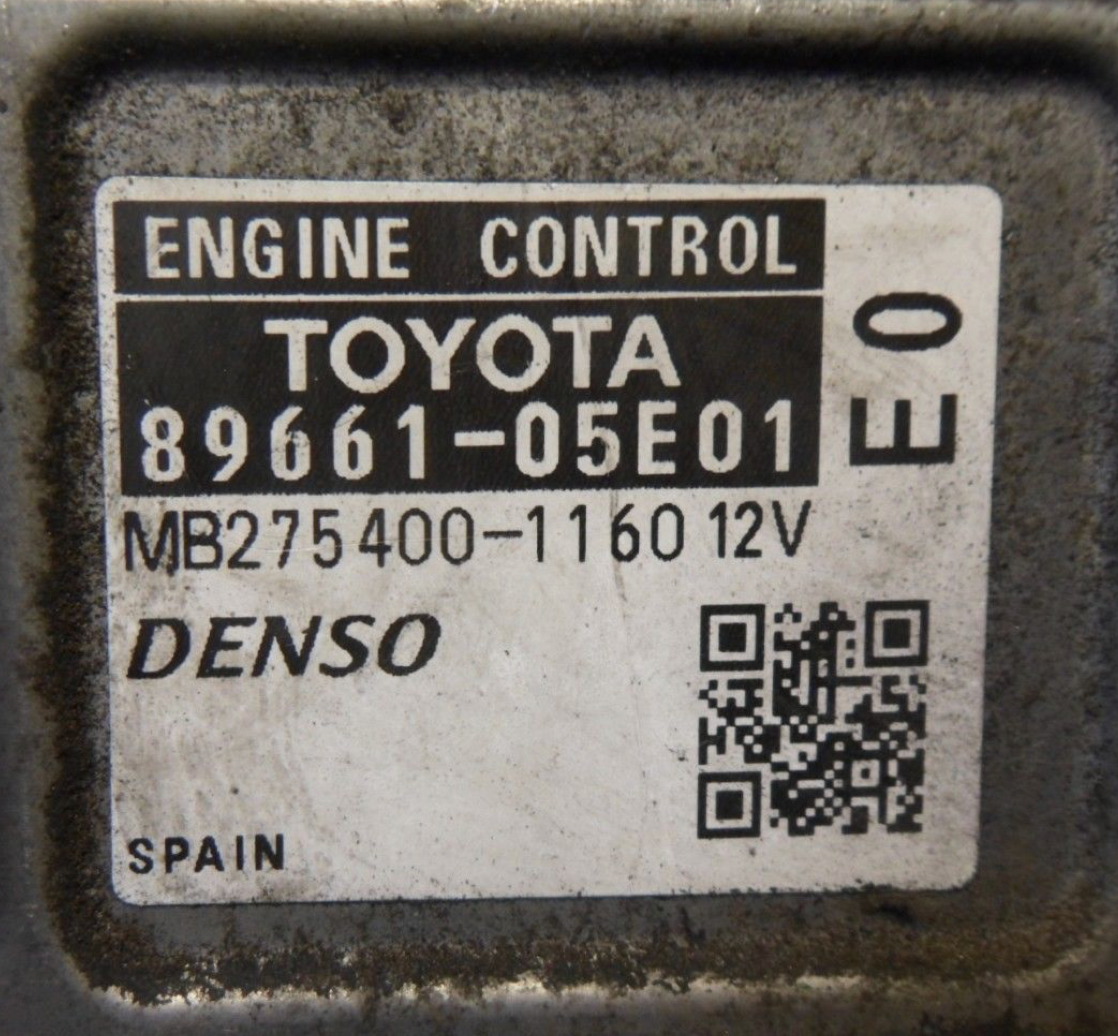 ENGINE CONTROL
TOYOTA
89661-05E01
MB275400-1160 12V
DENSO
SPAIN
E0